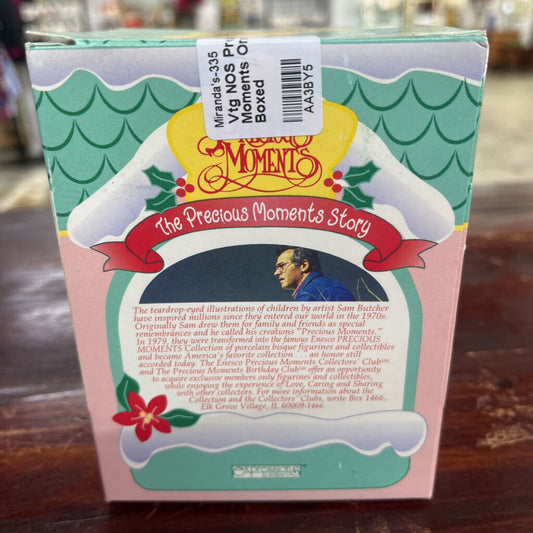 Miranda's-335
Vtg NOS Pre
Moments Or
Boxed
AA3BY5
MOMENTS
The Precious Moments Story
The teardrop-eyed illustrations of children by artist Sam Butcher
have inspired millions since they entered our world in the 1970s.
Originally Sam drew them for family and friends as special
remembrances and he called his creations "Precious Moments."
In 1979, they were transformed into the famous Enesco PRECIOUS
MOMENTS Collection of porcelain bisque figurines and collectibles
and became America's favorite collection . . . an honor still
accorded today. The Enesco Precious Moments Collectors' Club℠
and The Precious Moments Birthday Club℠ offer an opportunity
to acquire exclusive members only figurines and collectibles,
while enjoying the experience of Love, Caring and Sharing
with other collectors. For more information about the
Collection and the Collectors' Clubs, write Box 1466,
Elk Grove Village, IL 60009-1466.